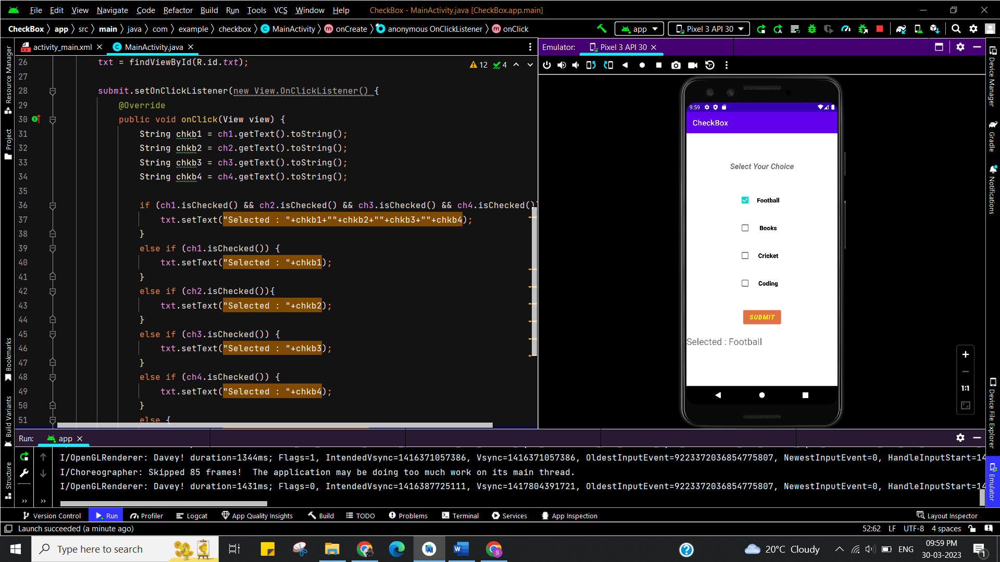 File Edit View Navigate Code Refactor Build Run Tools VCS Window Help CheckBox - MainActivity.java [CheckBox.app.main]
CheckBox app src main java com example checkbox MainActivity onCreate anonymous OnClickListener onClick app Pixel 3 API 30
activity_main.xml MainActivity.java
Emulator: Pixel 3 API 30
Resource Manager
Project
Bookmarks
Build Variants
Structure
12 4
26 txt = findViewById(R.id.txt);
27
28 submit.setOnClickListener(new View.OnClickListener() {
29 @Override
30 public void onClick(View view) {
31 String chkb1 = ch1.getText().toString();
32 String chkb2 = ch2.getText().toString();
33 String chkb3 = ch3.getText().toString();
34 String chkb4 = ch4.getText().toString();
35
36 if (ch1.isChecked() && ch2.isChecked() && ch3.isChecked() && ch4.isChecked()
37 txt.setText("Selected : "+chkb1+""+chkb2+""+chkb3+""+chkb4);
38 }
39 else if (ch1.isChecked()) {
40 txt.setText("Selected : "+chkb1);
41 }
42 else if (ch2.isChecked()){
43 txt.setText("Selected : "+chkb2);
44 }
45 else if (ch3.isChecked()) {
46 txt.setText("Selected : "+chkb3);
47 }
48 else if (ch4.isChecked()) {
49 txt.setText("Selected : "+chkb4);
50 }
51 else {
9:59
CheckBox
Select Your Choice
Football
Books
Cricket
Coding
SUBMIT
Selected : Football
1:1
Device Manager
Gradle
Notifications
Device File Explorer
Emulator
Run: app
I/OpenGLRenderer: Davey! duration=1344ms; Flags=1, IntendedVsync=1416371057386, Vsync=1416371057386, OldestInputEvent=9223372036854775807, NewestInputEvent=0, HandleInputStart=14
I/Choreographer: Skipped 85 frames! The application may be doing too much work on its main thread.
I/OpenGLRenderer: Davey! duration=1431ms; Flags=0, IntendedVsync=1416387725111, Vsync=1417804391721, OldestInputEvent=9223372036854775807, NewestInputEvent=0, HandleInputStart=14
Version Control Run Profiler Logcat App Quality Insights Build TODO Problems Terminal Services App Inspection Layout Inspector
Launch succeeded (a minute ago) 52:62 LF UTF-8 4 spaces
Type here to search 20°C Cloudy ENG 09:59 PM
30-03-2023 1